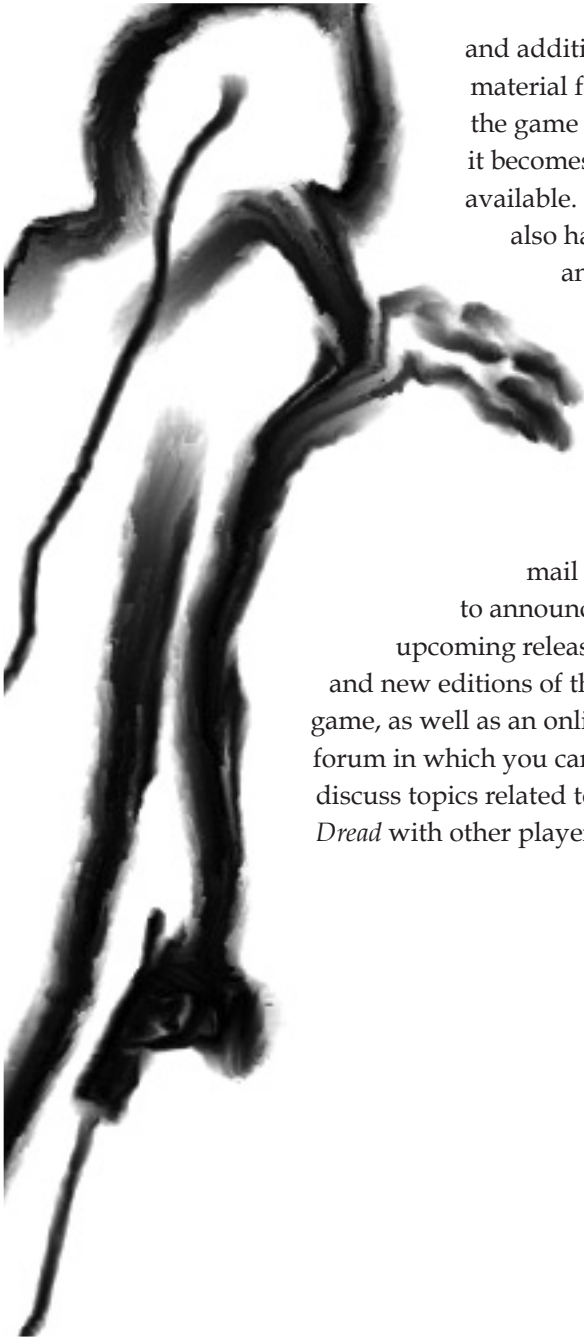 and additi
material f
the game
it becomes
available.
also ha
ar
mail
to announc
upcoming releas
and new editions of th
game, as well as an onli
forum in which you can
discuss topics related to
Dread with other player